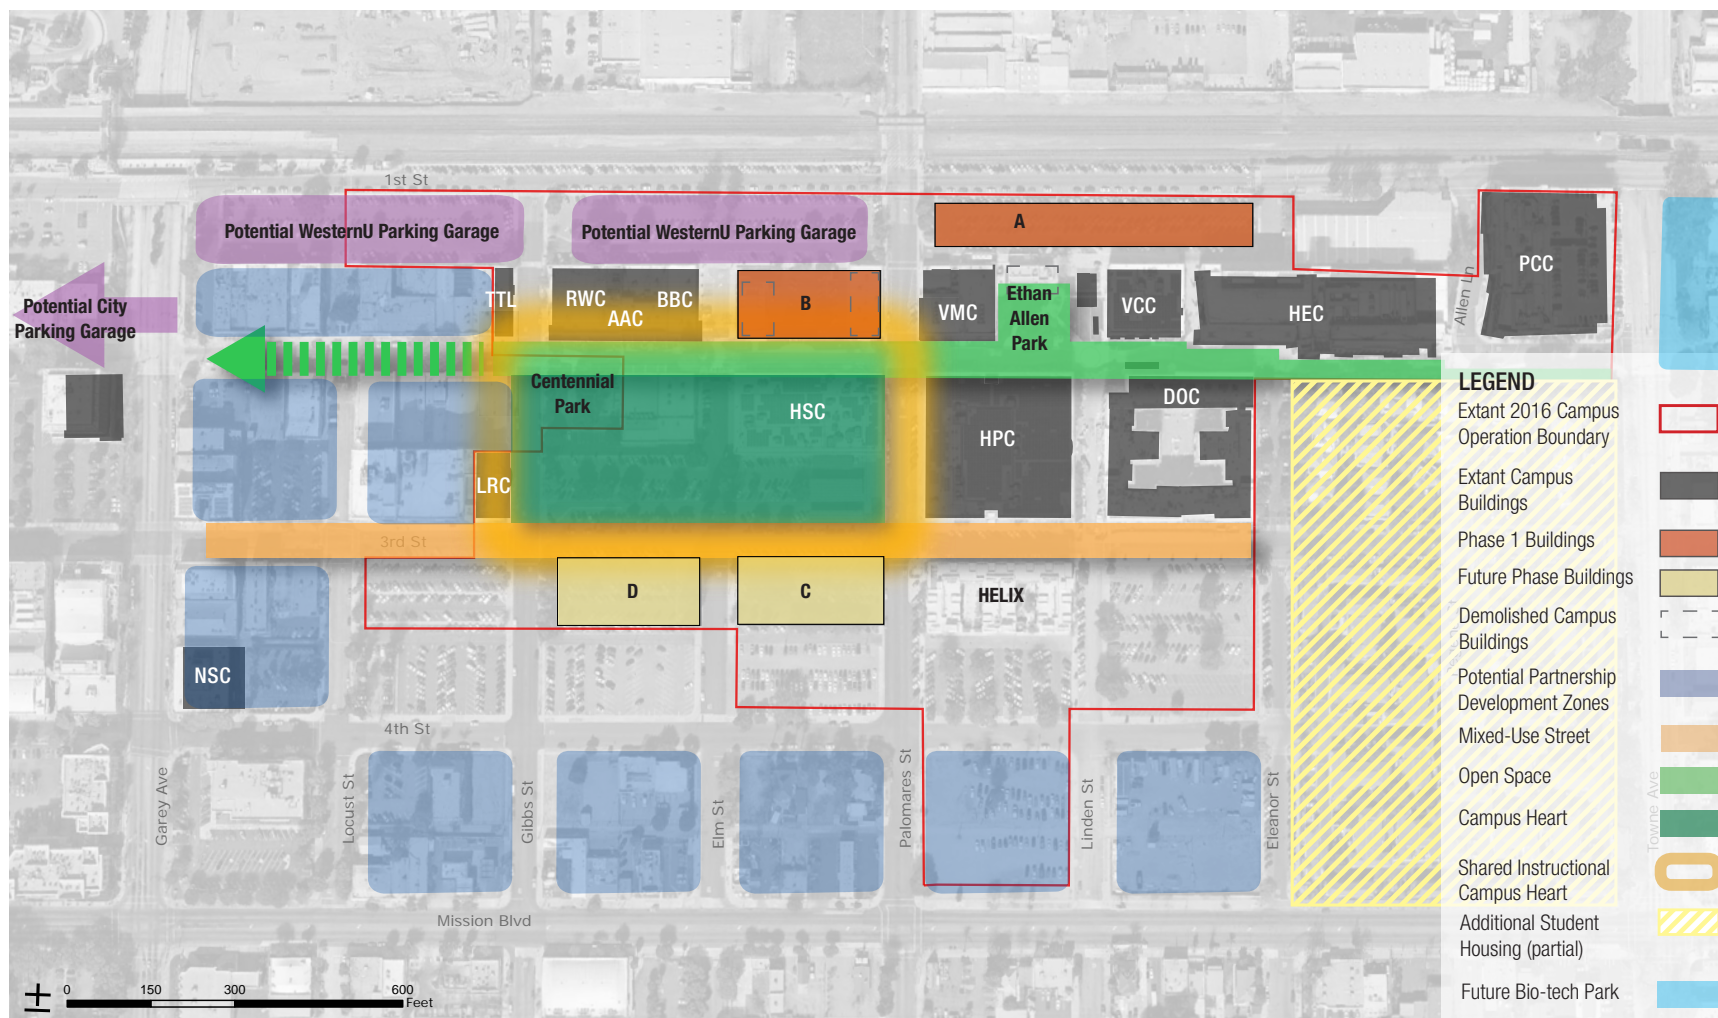 1st St
Potential WesternU Parking Garage
Potential WesternU Parking Garage
A
PCC
Allen Ln
Potential City
Parking Garage
TTL
RWC
BBC
AAC
B
VMC
Ethan
Allen
Park
VCC
HEC
Centennial
Park
HSC
HPC
DOC
LRC
3rd St
D
C
HELIX
NSC
4th St
Garey Ave
Locust St
Gibbs St
Elm St
Palomares St
Linden St
Eleanor St
Towne Ave
Mission Blvd
0
150
300
600
Feet
LEGEND
Extant 2016 Campus
Operation Boundary
Extant Campus
Buildings
Phase 1 Buildings
Future Phase Buildings
Demolished Campus
Buildings
Potential Partnership
Development Zones
Mixed-Use Street
Open Space
Campus Heart
Shared Instructional
Campus Heart
Additional Student
Housing (partial)
Future Bio-tech Park